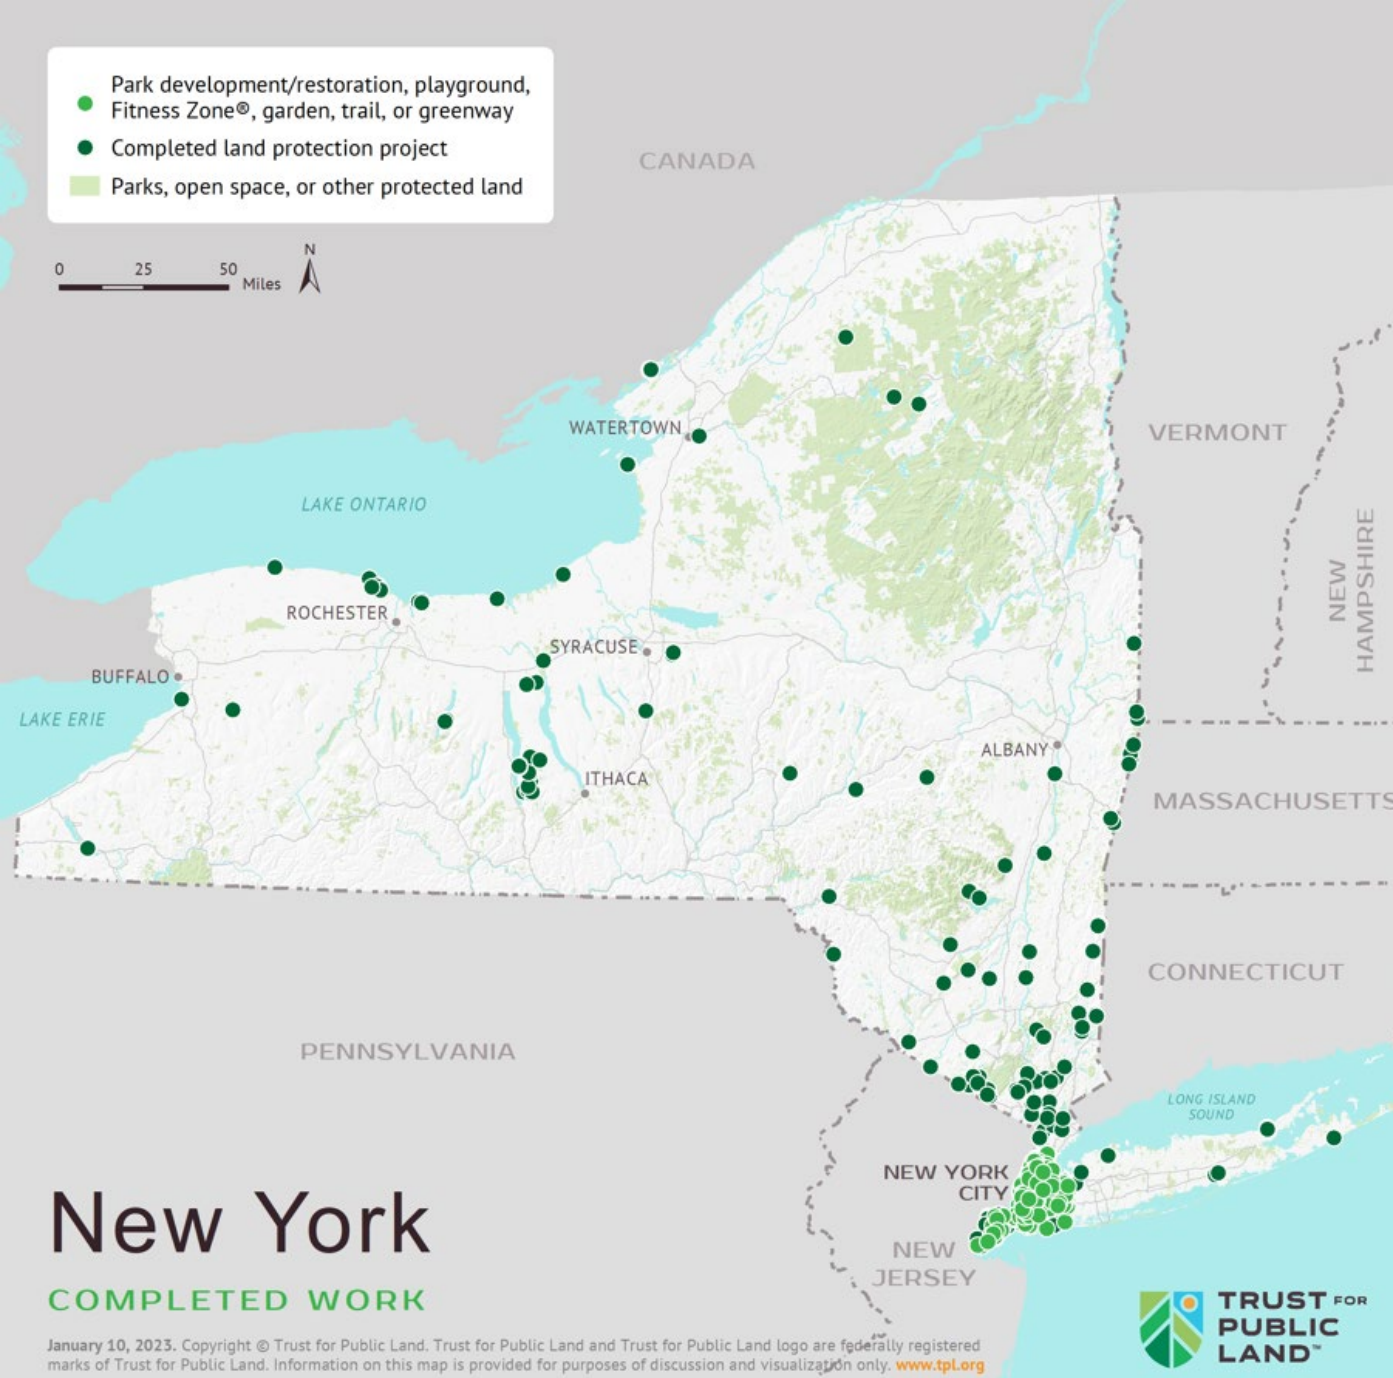 Park development/restoration, playground,
Fitness Zone®, garden, trail, or greenway
Completed land protection project
Parks, open space, or other protected land
0 25 50 Miles
N
CANADA
WATERTOWN
VERMONT
LAKE ONTARIO
NEW
HAMPSHIRE
ROCHESTER
SYRACUSE
BUFFALO
LAKE ERIE
ALBANY
ITHACA
MASSACHUSETTS
CONNECTICUT
PENNSYLVANIA
LONG ISLAND
SOUND
NEW YORK
CITY
NEW
JERSEY
New York
COMPLETED WORK
January 10, 2023. Copyright © Trust for Public Land. Trust for Public Land and Trust for Public Land logo are federally registered
marks of Trust for Public Land. Information on this map is provided for purposes of discussion and visualization only. www.tpl.org
TRUST FOR
PUBLIC
LAND™